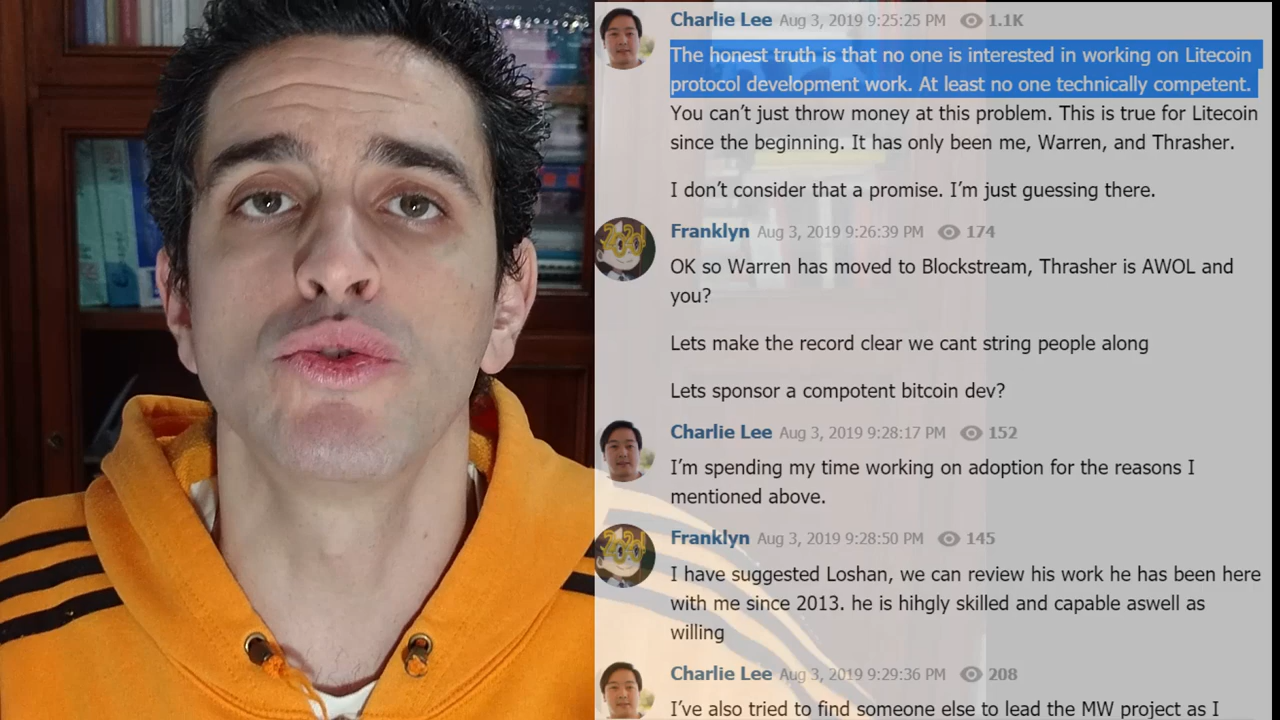 Charlie Lee Aug 3, 2019 9:25:25 PM 1.1K
The honest truth is that no one is interested in working on Litecoin
protocol development work. At least no one technically competent.
You can't just throw money at this problem. This is true for Litecoin
since the beginning. It has only been me, Warren, and Thrasher.
I don't consider that a promise. I'm just guessing there.
Franklyn Aug 3, 2019 9:26:39 PM 174
OK so Warren has moved to Blockstream, Thrasher is AWOL and
you?
Lets make the record clear we cant string people along
Lets sponsor a compotent bitcoin dev?
Charlie Lee Aug 3, 2019 9:28:17 PM 152
I'm spending my time working on adoption for the reasons I
mentioned above.
Franklyn Aug 3, 2019 9:28:50 PM 145
I have suggested Loshan, we can review his work he has been here
with me since 2013. he is hihgly skilled and capable aswell as
willing
Charlie Lee Aug 3, 2019 9:29:36 PM 208
I've also tried to find someone else to lead the MW project as I